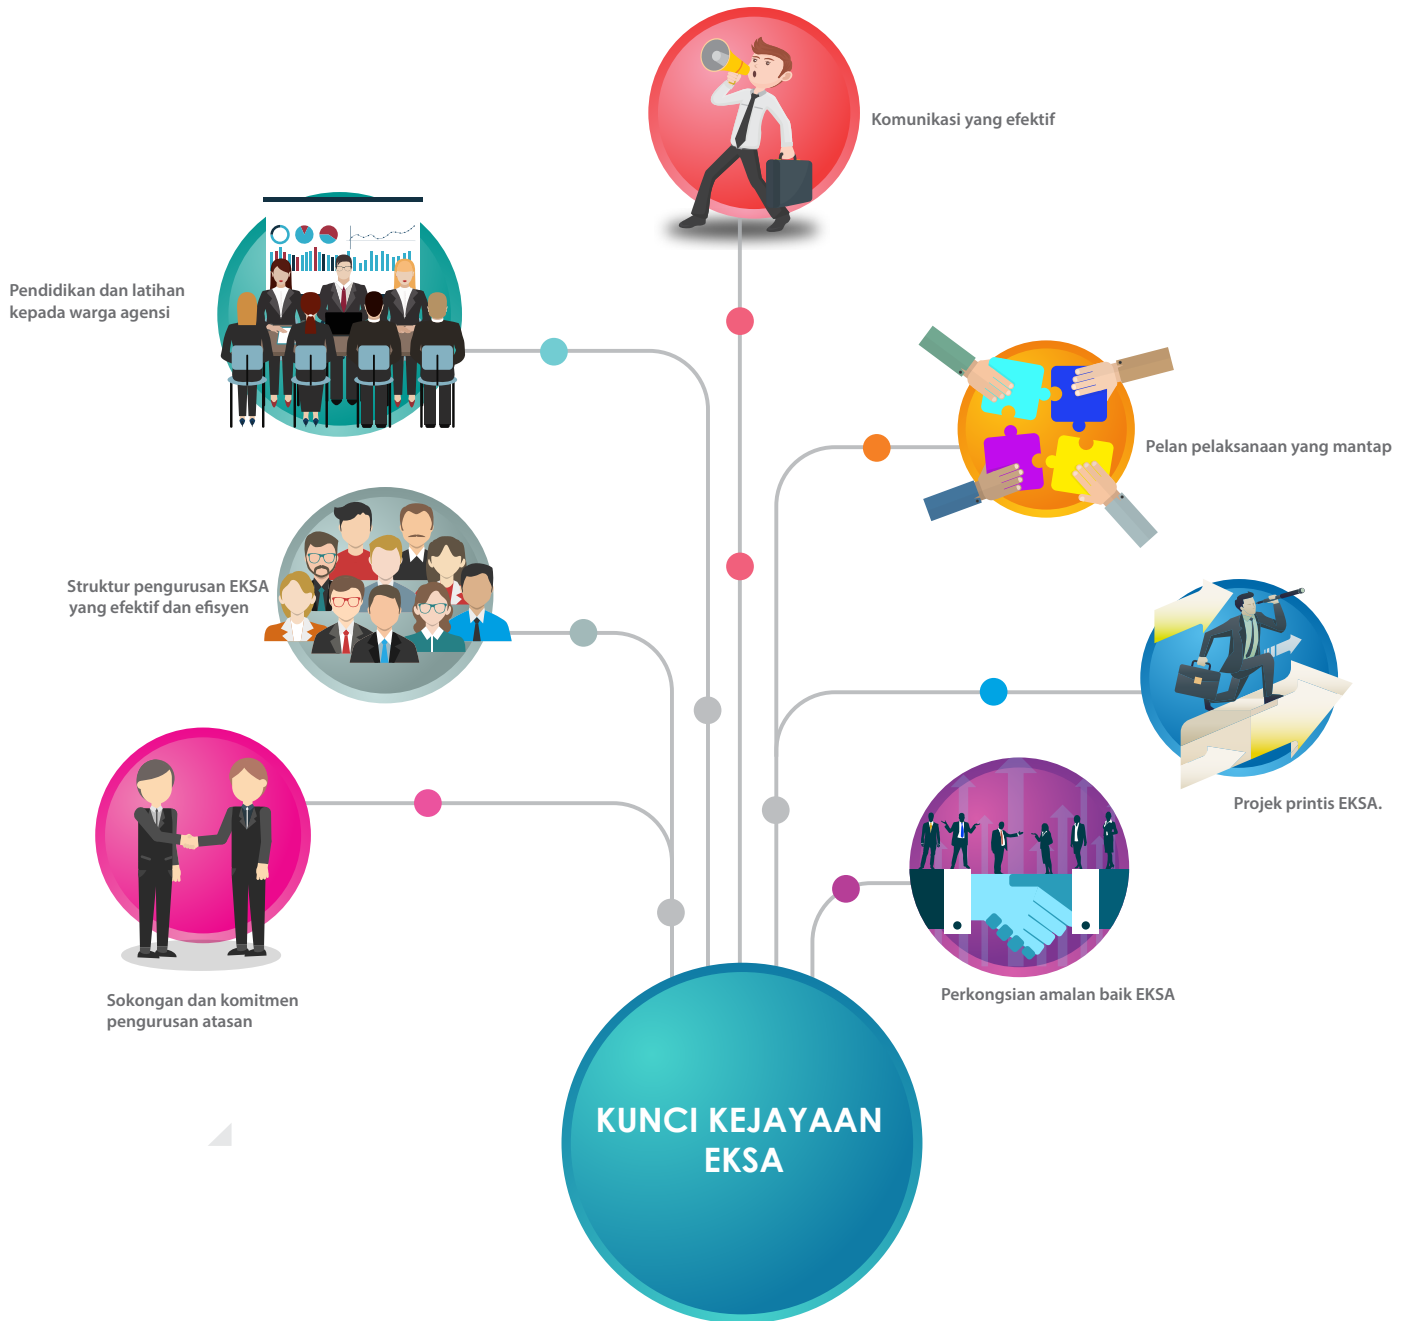 Komunikasi yang efektif
Pendidikan dan latihan
kepada warga agensi
Pelan pelaksanaan yang mantap
Struktur pengurusan EKSA
yang efektif dan efisyen
Projek printis EKSA.
Sokongan dan komitmen
pengurusan atasan
Perkongsian amalan baik EKSA
KUNCI KEJAYAAN
EKSA